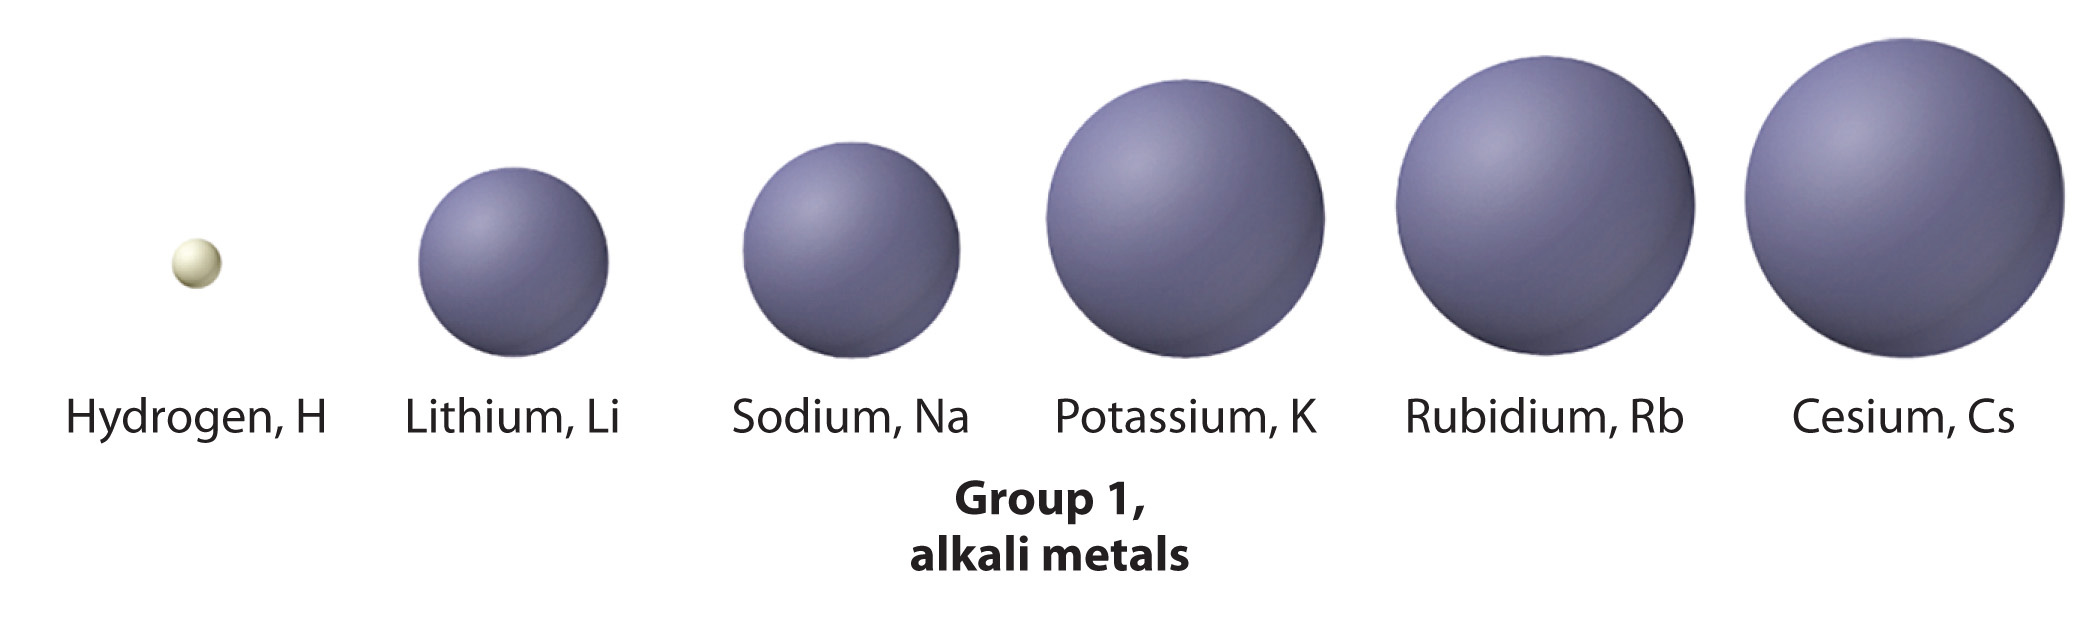 Hydrogen, H
Lithium, Li
Sodium, Na
Potassium, K
Rubidium, Rb
Cesium, Cs
Group 1,
alkali metals